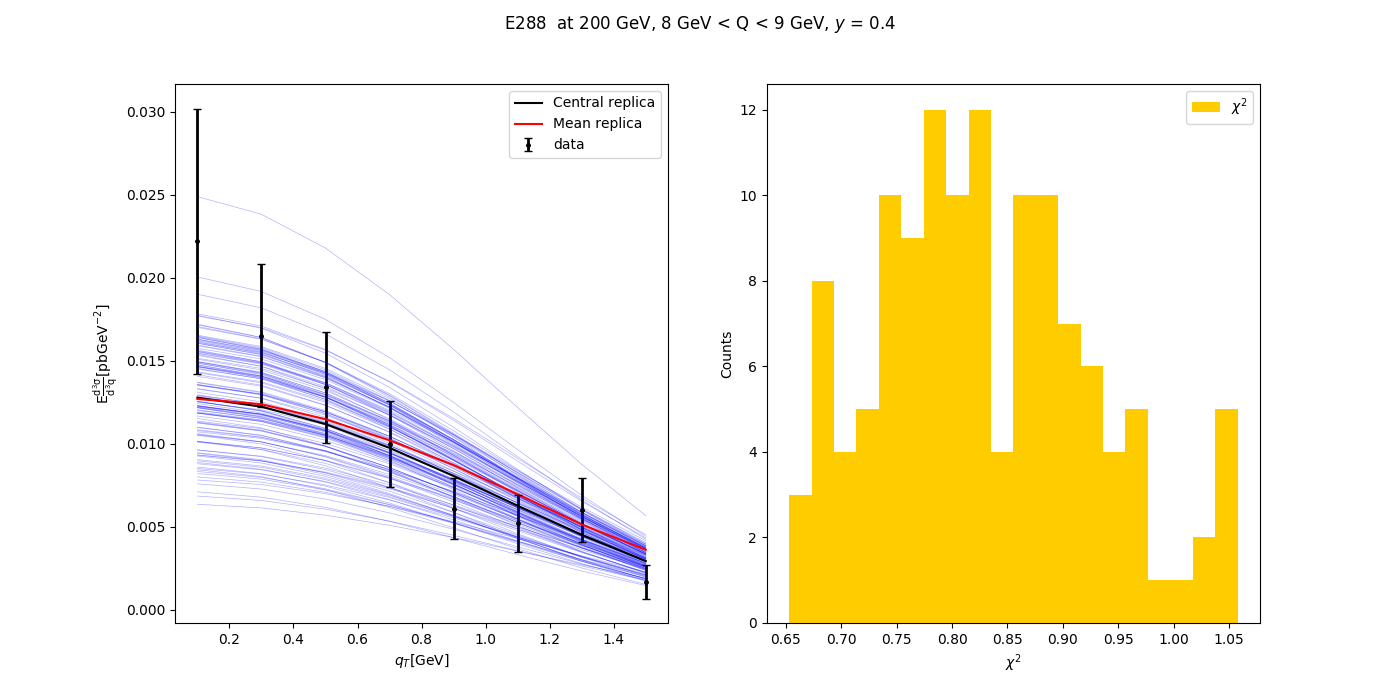 E288  at 200 GeV, 8 GeV < Q < 9 GeV, y = 0.4
Central replica
Mean replica
data
0.030
0.025
0.020
0.015
0.010
0.005
0.000
E d³σ/d³q [pbGeV⁻²]
0.2 0.4 0.6 0.8 1.0 1.2 1.4
q_T[GeV]
χ²
12
10
8
6
4
2
0
Counts
0.65 0.70 0.75 0.80 0.85 0.90 0.95 1.00 1.05
χ²